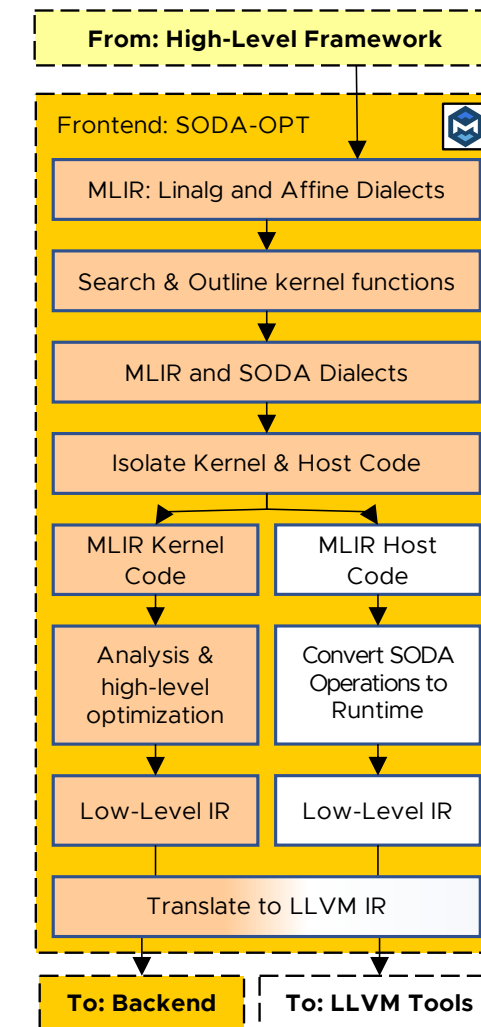 From: High-Level Framework
Frontend: SODA-OPT
MLIR: Linalg and Affine Dialects
Search & Outline kernel functions
MLIR and SODA Dialects
Isolate Kernel & Host Code
MLIR Kernel
Code
MLIR Host
Code
Analysis &
high-level
optimization
Convert SODA
Operations to
Runtime
Low-Level IR
Low-Level IR
Translate to LLVM IR
To: Backend
To: LLVM Tools